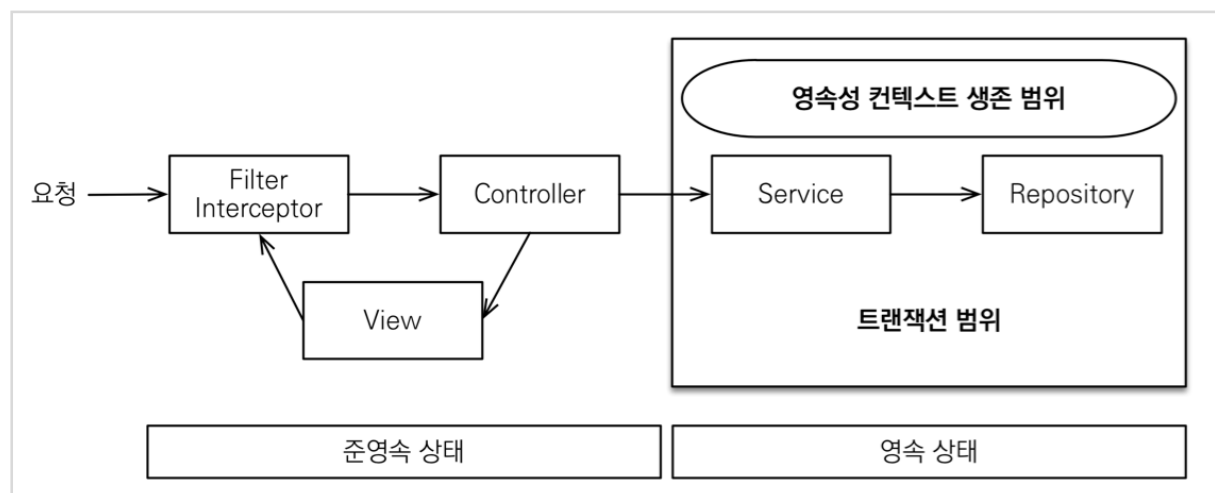 영속성 컨텍스트 생존 범위
요청
Filter
Interceptor
Controller
Service
Repository
View
트랜잭션 범위
준영속 상태
영속 상태